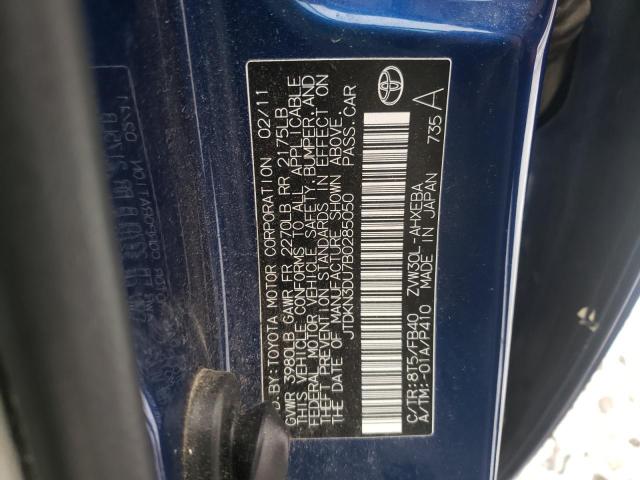 D.BY: TOYOTA MOTOR CORPORATION 02/11
GVWR 3980LB GAWR FR 2270LB RR 2175LB
THIS VEHICLE CONFORMS TO ALL APPLICABLE
FEDERAL MOTOR VEHICLE SAFETY, BUMPER, AND
THEFT PREVENTION STANDARDS IN EFFECT ON
THE DATE OF MANUFACTURE SHOWN ABOVE.
JTDKN3DU7B0285050 PASS. CAR
C/TR: 8T5/FB40 ZVW30L-AHXEBA
A/TM: -01A/P410 MADE IN JAPAN 735 A